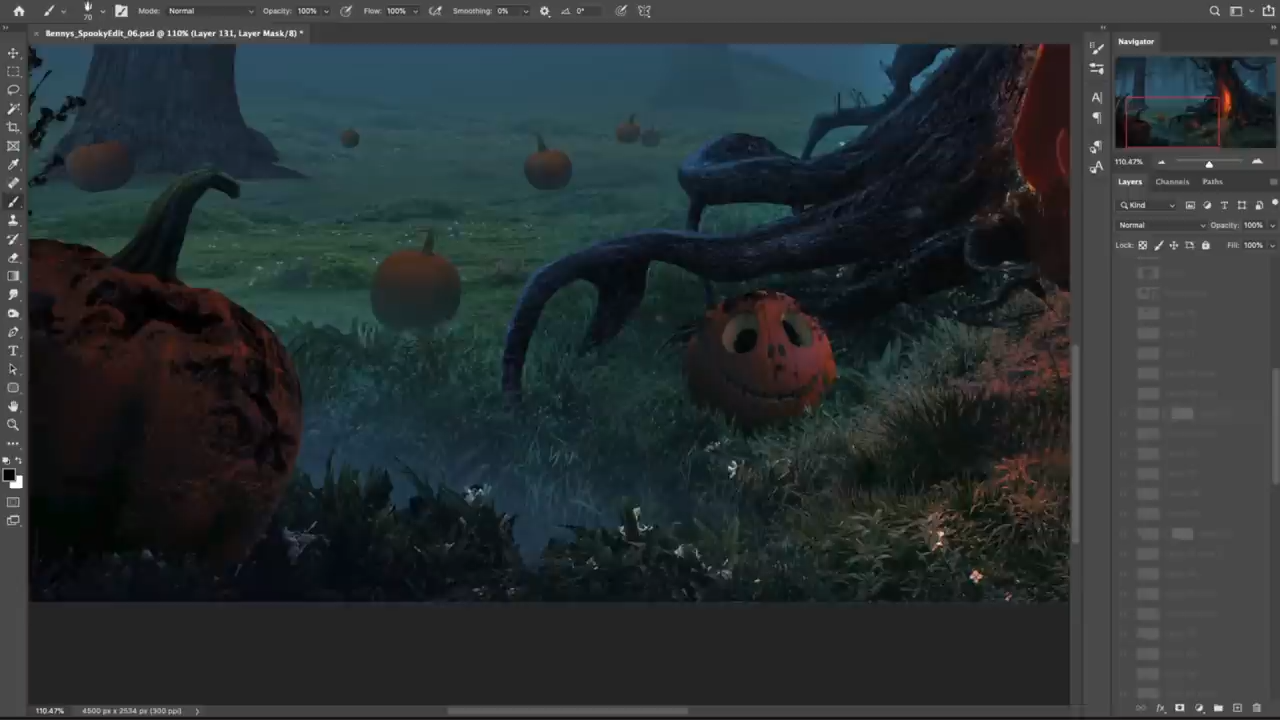 70
Mode: Normal
Opacity: 100%
Flow: 100%
Smoothing: 0%
0°
Bennys_SpookyEdit_06.psd @ 110% (Layer 131, Layer Mask/8) *
Navigator
110.47%
Layers Channels Paths
Kind
Normal Opacity: 100%
Lock: Fill: 100%
110.47% 4500 px x 2534 px (300 ppi)